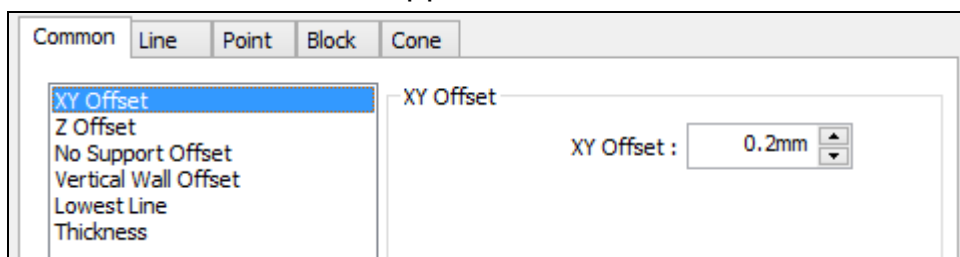 Common Line Point Block Cone
XY Offset
Z Offset
No Support Offset
Vertical Wall Offset
Lowest Line
Thickness
XY Offset
XY Offset : 0.2mm